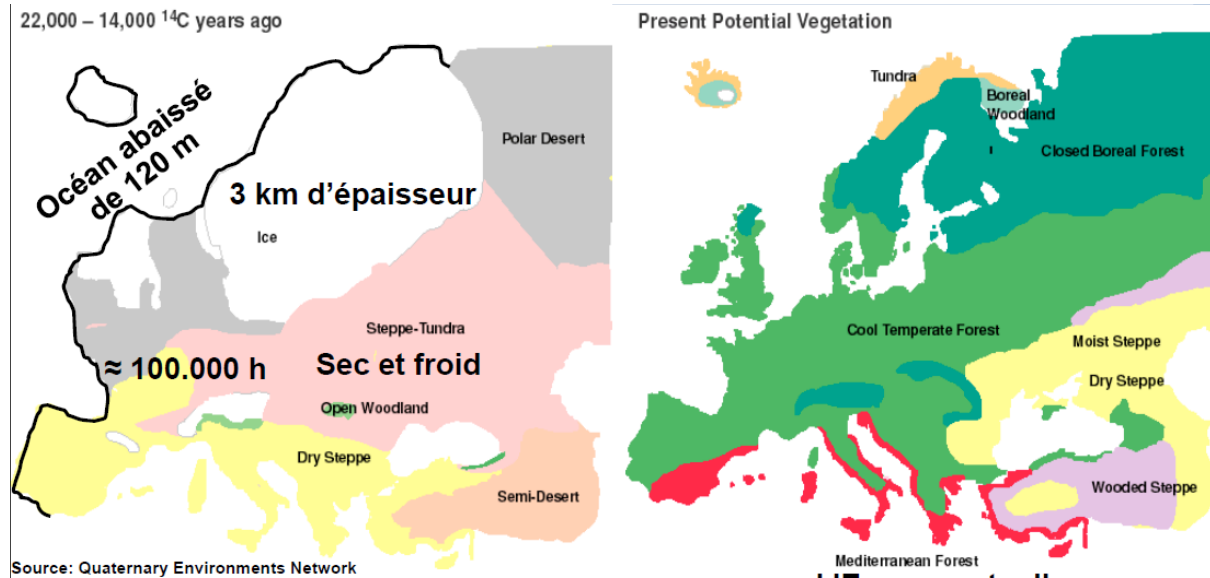 22,000 – 14,000 ¹⁴C years ago
Océan abaissé
de 120 m
Polar Desert
3 km d'épaisseur
Ice
Steppe-Tundra
≈ 100.000 h
Sec et froid
Open Woodland
Dry Steppe
Semi-Desert
Source: Quaternary Environments Network
Present Potential Vegetation
Tundra
Boreal
Woodland
Closed Boreal Forest
Cool Temperate Forest
Moist Steppe
Dry Steppe
Wooded Steppe
Mediterranean Forest